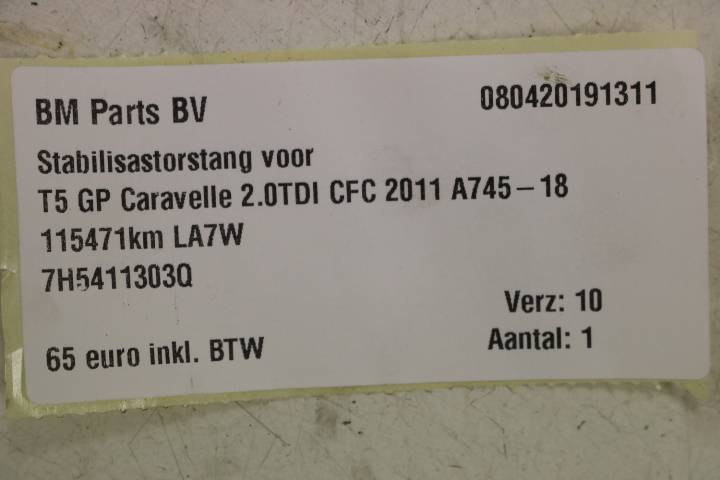 BM Parts BV 080420191311
Stabilisastorstang voor
T5 GP Caravelle 2.0TDI CFC 2011 A745-18
115471km LA7W
7H5411303Q
Verz: 10
65 euro inkl. BTW Aantal: 1